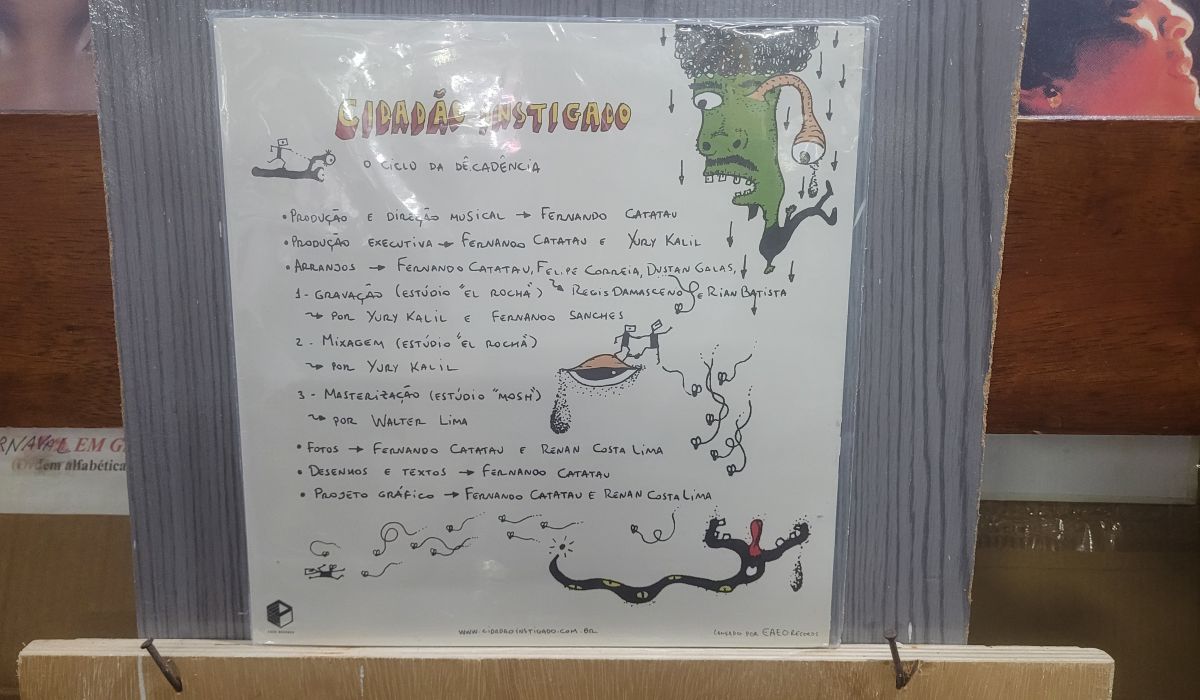 CIDADÃO INSTIGADO
O CICLO DA DÊ.CADÊNCIA
• PRODUÇÃO E DIREÇÃO MUSICAL → FERNANDO CATATAU
• PRODUÇÃO EXECUTIVA → FERNANDO CATATAU E YURY KALIL
• ARRANJOS → FERNANDO CATATAU, FELIPE CORREIA, DUSTAN GALAS,
REGIS DAMASCENO E RIAN BATISTA
1 - GRAVAÇÃO (ESTÚDIO "EL ROCHA")
POR YURY KALIL E FERNANDO SANCHES
2 - MIXAGEM (ESTÚDIO "EL ROCHA")
POR YURY KALIL
3 - MASTERIZAÇÃO (ESTÚDIO "MOSH")
POR WALTER LIMA
• FOTOS → FERNANDO CATATAU E RENAN COSTA LIMA
• DESENHOS E TEXTOS → FERNANDO CATATAU
• PROJETO GRÁFICO → FERNANDO CATATAU E RENAN COSTA LIMA
WWW.CIDADAOINSTIGADO.COM.BR
LANÇADO POR EAEO RECORDS
RNAVAL EM G
(Ordem alfabética